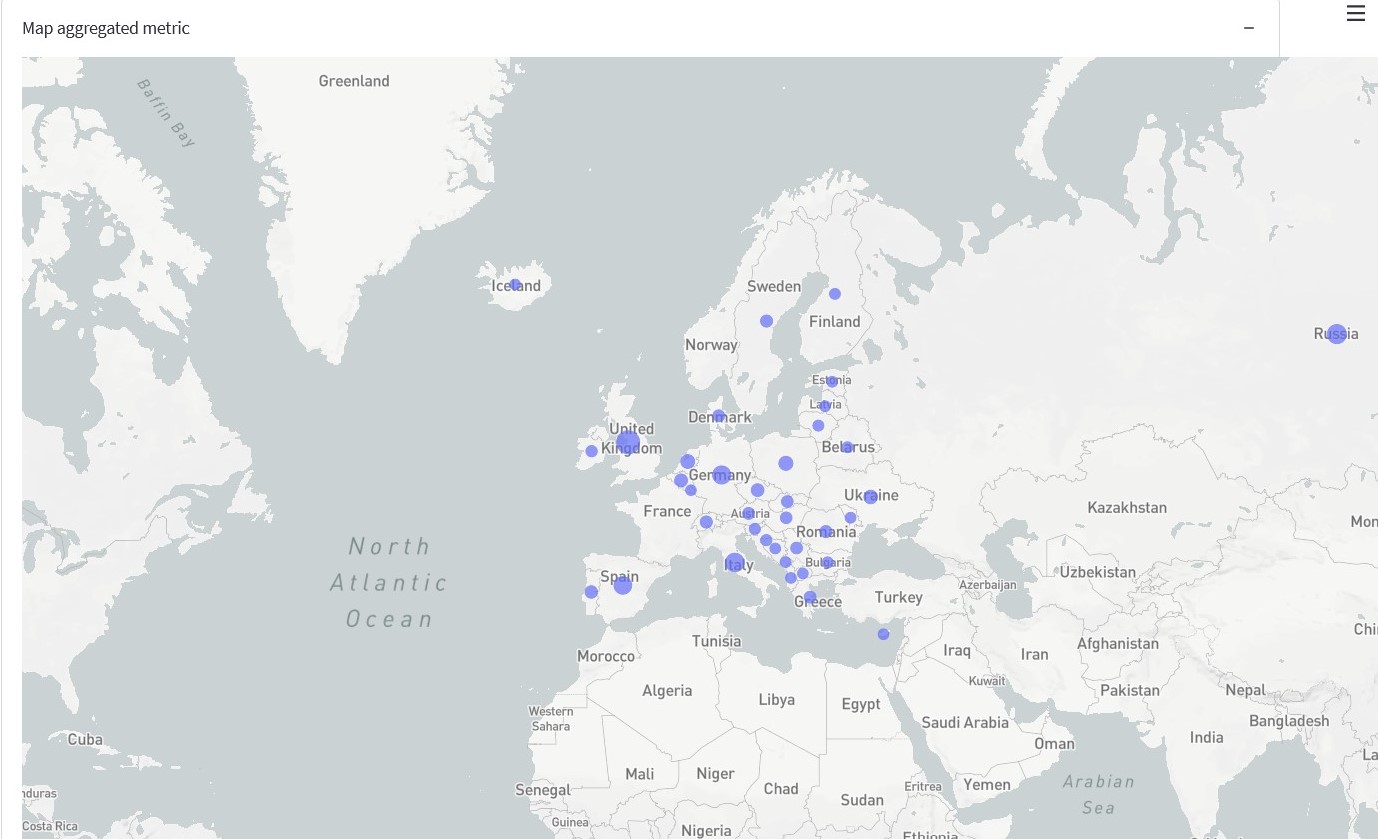 Map aggregated metric
Greenland
Baffin Bay
Iceland
Sweden
Finland
Russia
Norway
Estonia
Latvia
Denmark
United
Kingdom
Belarus
Germany
Ukraine
France
Austria
Kazakhstan
Romania
North
Atlantic
Ocean
Italy
Bulgaria
Spain
Uzbekistan
Azerbaijan
Greece
Turkey
Tunisia
Morocco
Iraq
Iran
Afghanistan
Algeria
Libya
Egypt
Kuwait
Pakistan
Nepal
Western
Sahara
Saudi Arabia
Bangladesh
Cuba
Oman
India
Mali
Niger
Chad
Sudan
Eritrea
Yemen
Arabian
Sea
Senegal
Guinea
Costa Rica
Nigeria
Ethiopia